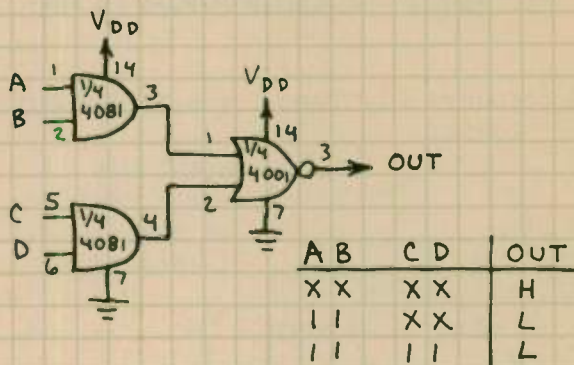 VDD
A 1 14
1/4 4081 3
B 2
VDD
14
1 1/4 4001 3 OUT
2
7
C 5
1/4 4081 4
D 6
7
A B C D OUT
X X X X H
1 1 X X L
1 1 1 1 L